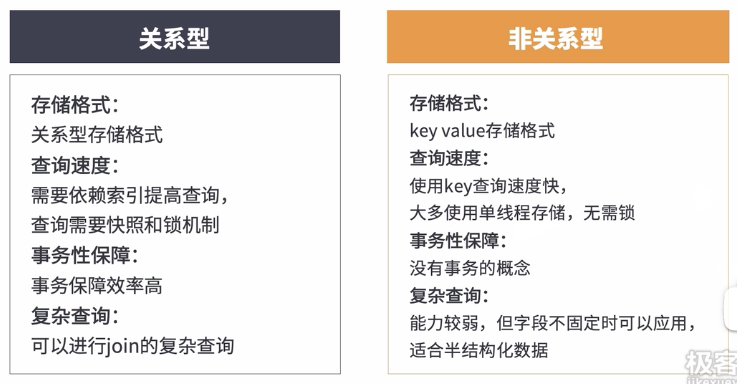 关系型
存储格式：
关系型存储格式
查询速度：
需要依赖索引提高查询，
查询需要快照和锁机制
事务性保障：
事务保障效率高
复杂查询：
可以进行join的复杂查询
非关系型
存储格式：
key value存储格式
查询速度：
使用key查询速度快，
大多使用单线程存储，无需锁
事务性保障：
没有事务的概念
复杂查询：
能力较弱，但字段不固定时可以应用，
适合半结构化数据
极客